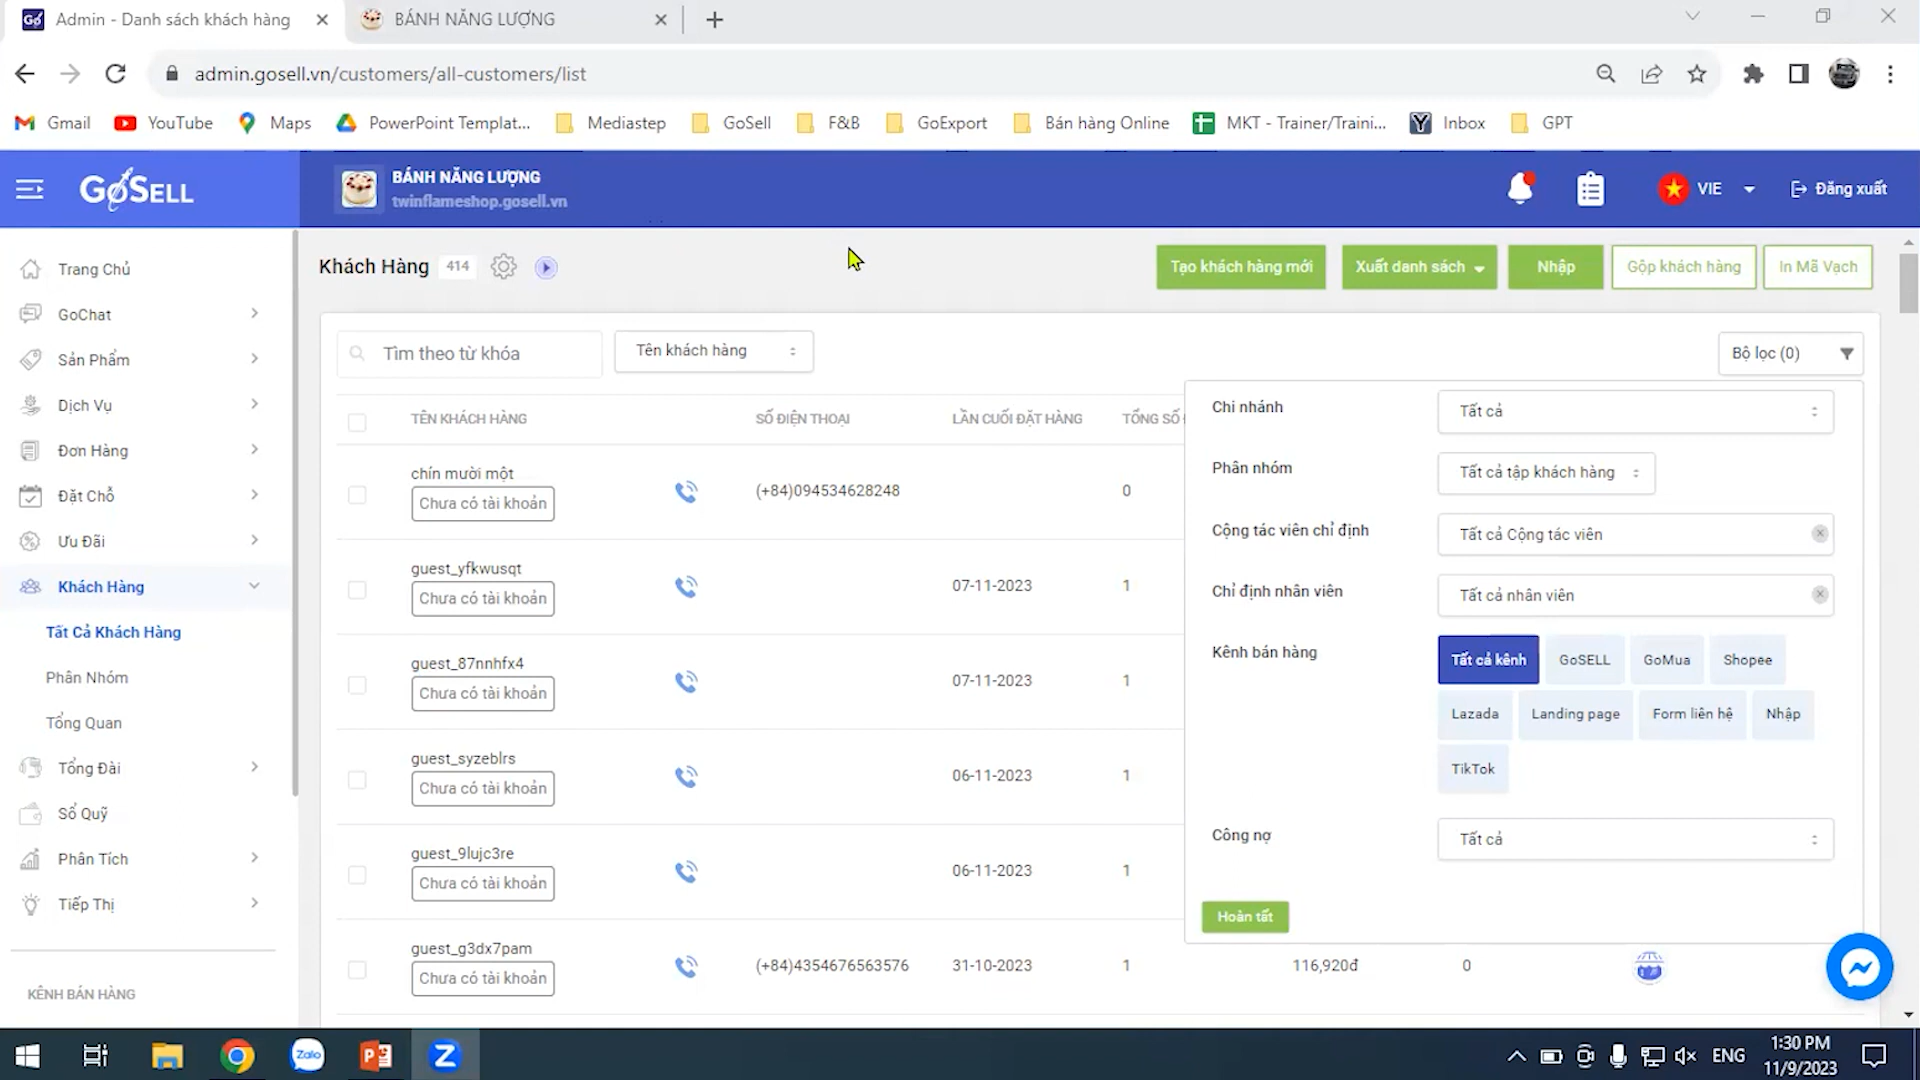 Admin - Danh sách khách hàng
BÁNH NĂNG LƯỢNG
admin.gosell.vn/customers/all-customers/list
Gmail
YouTube
Maps
PowerPoint Templat...
Mediastep
GoSell
F&B
GoExport
Bán hàng Online
MKT - Trainer/Traini...
Inbox
GPT
GOSELL
BÁNH NĂNG LƯỢNG
twinflameshop.gosell.vn
VIE
Đăng xuất
Trang Chủ
GoChat
Sản Phẩm
Dịch Vụ
Đơn Hàng
Đặt Chỗ
Ưu Đãi
Khách Hàng
Tất Cả Khách Hàng
Phân Nhóm
Tổng Quan
Tổng Đài
Sổ Quỹ
Phân Tích
Tiếp Thị
KÊNH BÁN HÀNG
Khách Hàng 414
Tạo khách hàng mới
Xuất danh sách
Nhập
Gộp khách hàng
In Mã Vạch
Tìm theo từ khóa
Tên khách hàng
Bộ lọc (0)
TÊN KHÁCH HÀNG SỐ ĐIỆN THOẠI LẦN CUỐI ĐẶT HÀNG TỔNG SỐ
chín mười một
Chưa có tài khoản
(+84)094534628248 0
guest_yfkwusqt
Chưa có tài khoản
07-11-2023 1
guest_87nnhfx4
Chưa có tài khoản
07-11-2023 1
guest_syzeblrs
Chưa có tài khoản
06-11-2023 1
guest_9lujc3re
Chưa có tài khoản
06-11-2023 1
guest_g3dx7pam
Chưa có tài khoản
(+84)4354676563576 31-10-2023 1 116,920đ 0
Chi nhánh Tất cả
Phân nhóm Tất cả tập khách hàng
Cộng tác viên chỉ định Tất cả Cộng tác viên
Chỉ định nhân viên Tất cả nhân viên
Kênh bán hàng
Tất cả kênh GoSELL GoMua Shopee
Lazada Landing page Form liên hệ Nhập
TikTok
Công nợ Tất cả
Hoàn tất
Zalo
ENG
1:30 PM
11/9/2023